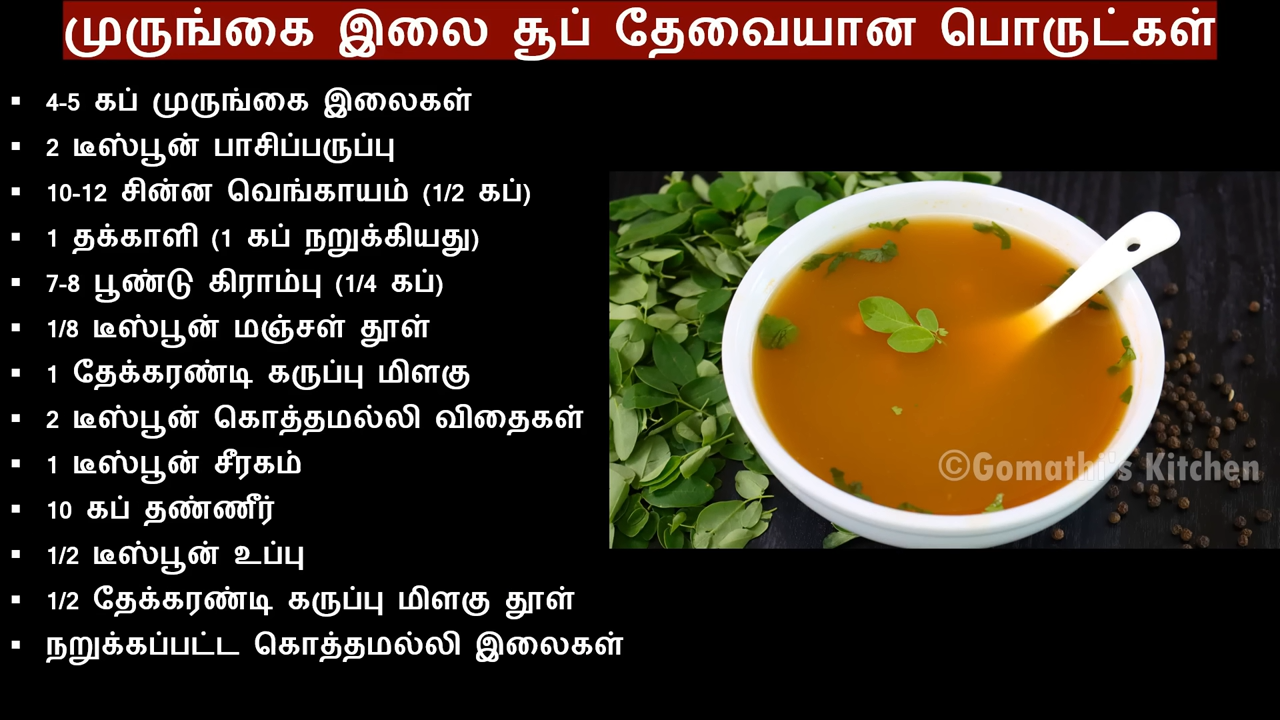 முருங்கை இலை சூப் தேவையான பொருட்கள்
▪ 4-5 கப் முருங்கை இலைகள்
▪ 2 டீஸ்பூன் பாசிப்பருப்பு
▪ 10-12 சின்ன வெங்காயம் (1/2 கப்)
▪ 1 தக்காளி (1 கப் நறுக்கியது)
▪ 7-8 பூண்டு கிராம்பு (1/4 கப்)
▪ 1/8 டீஸ்பூன் மஞ்சள் தூள்
▪ 1 தேக்கரண்டி கருப்பு மிளகு
▪ 2 டீஸ்பூன் கொத்தமல்லி விதைகள்
▪ 1 டீஸ்பூன் சீரகம்
▪ 10 கப் தண்ணீர்
▪ 1/2 டீஸ்பூன் உப்பு
▪ 1/2 தேக்கரண்டி கருப்பு மிளகு தூள்
▪ நறுக்கப்பட்ட கொத்தமல்லி இலைகள்
©Gomathi's Kitchen